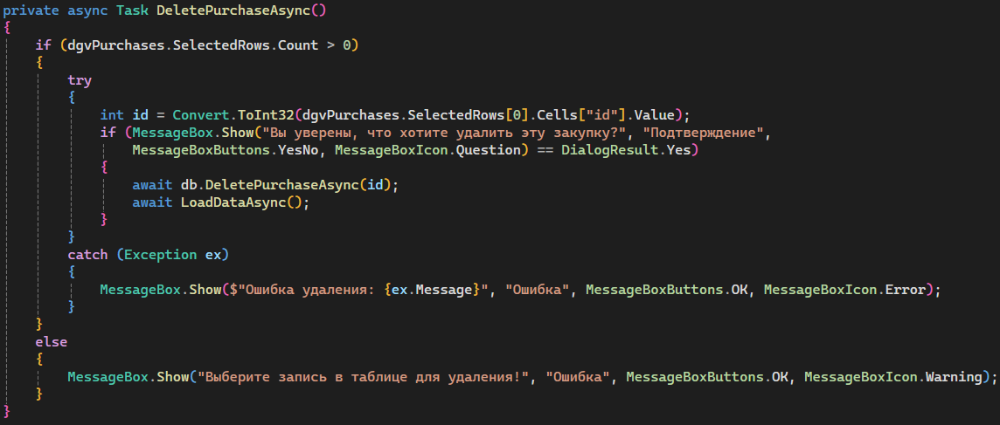 private async Task DeletePurchaseAsync()
{
    if (dgvPurchases.SelectedRows.Count > 0)
    {
        try
        {
            int id = Convert.ToInt32(dgvPurchases.SelectedRows[0].Cells["id"].Value);
            if (MessageBox.Show("Вы уверены, что хотите удалить эту закупку?", "Подтверждение",
                MessageBoxButtons.YesNo, MessageBoxIcon.Question) == DialogResult.Yes)
            {
                await db.DeletePurchaseAsync(id);
                await LoadDataAsync();
            }
        }
        catch (Exception ex)
        {
            MessageBox.Show($"Ошибка удаления: {ex.Message}", "Ошибка", MessageBoxButtons.OK, MessageBoxIcon.Error);
        }
    }
    else
    {
        MessageBox.Show("Выберите запись в таблице для удаления!", "Ошибка", MessageBoxButtons.OK, MessageBoxIcon.Warning);
    }
}